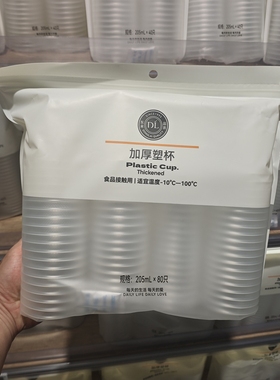 DL
加厚塑杯
Plastic Cup.
Thickened
食品接触用 | 适宜温度-10℃—100℃
规格：205mL×80只
每天的生活 每天的爱
DAILY LIFE DAILY LOVE